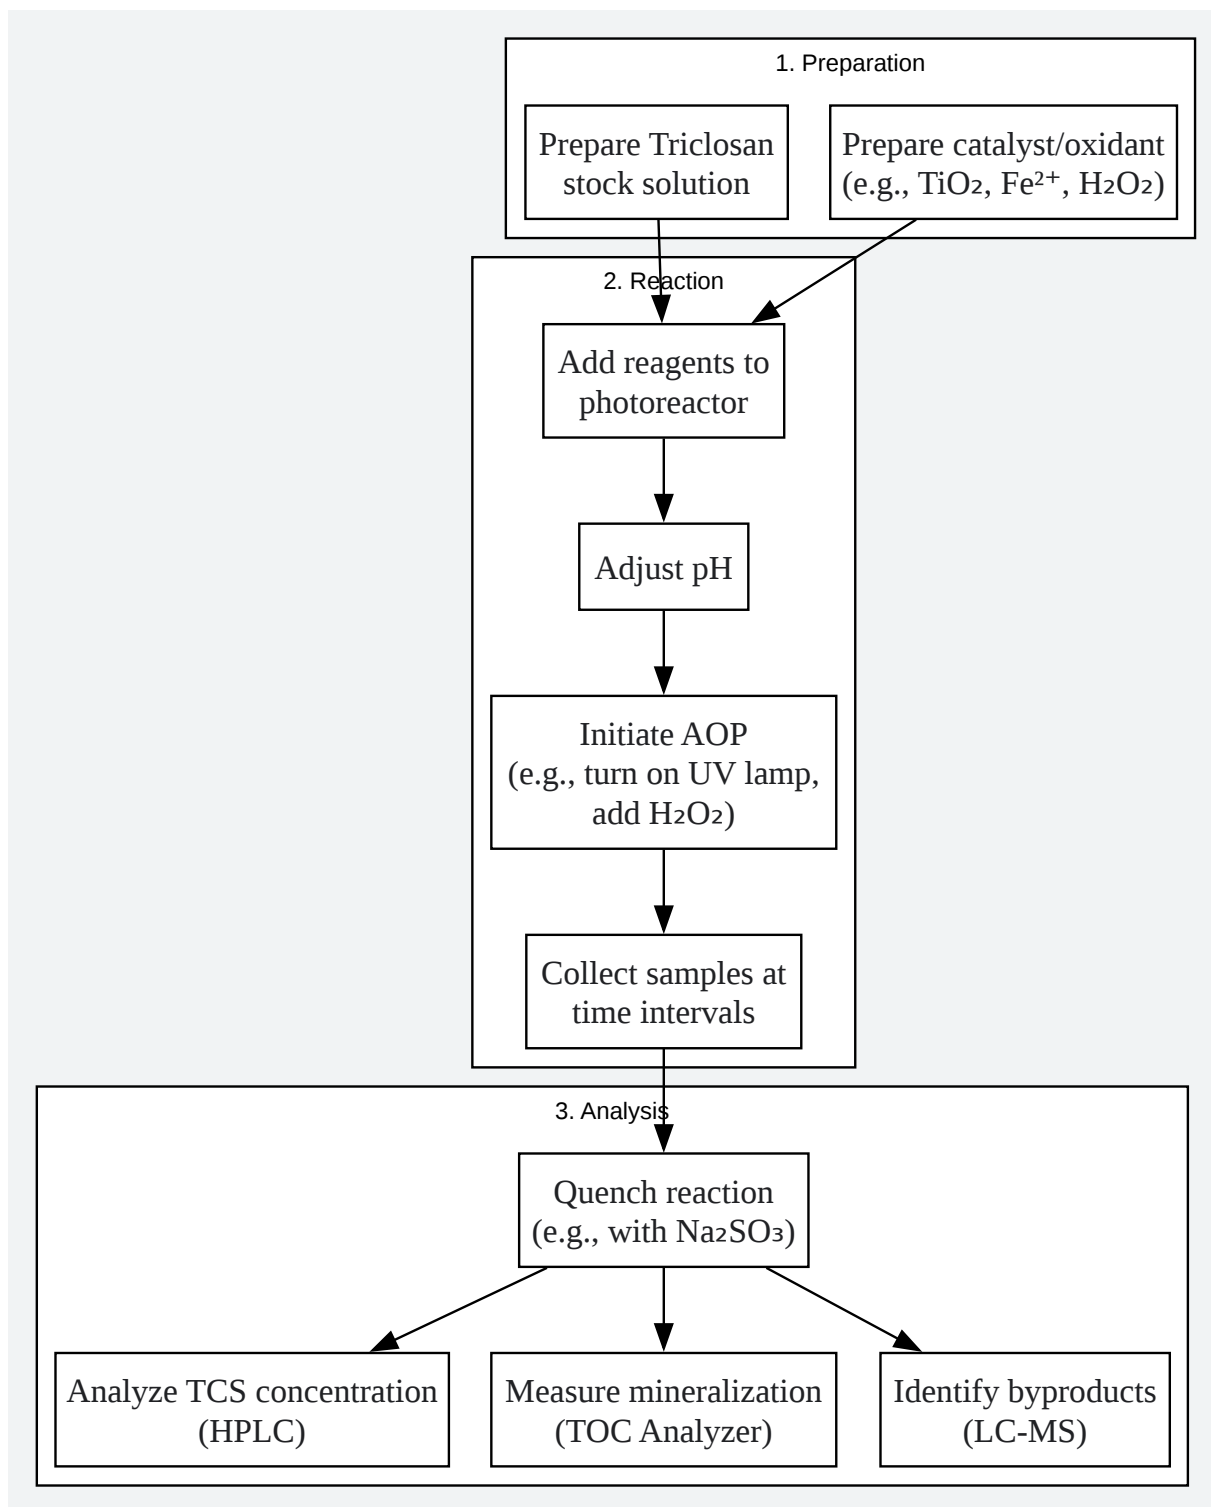 1. Preparation
Prepare Triclosan
stock solution
Prepare catalyst/oxidant
(e.g., TiO₂, Fe²⁺, H₂O₂)
2. Reaction
Add reagents to
photoreactor
Adjust pH
Initiate AOP
(e.g., turn on UV lamp,
add H₂O₂)
Collect samples at
time intervals
3. Analysis
Quench reaction
(e.g., with Na₂SO₃)
Analyze TCS concentration
(HPLC)
Measure mineralization
(TOC Analyzer)
Identify byproducts
(LC-MS)